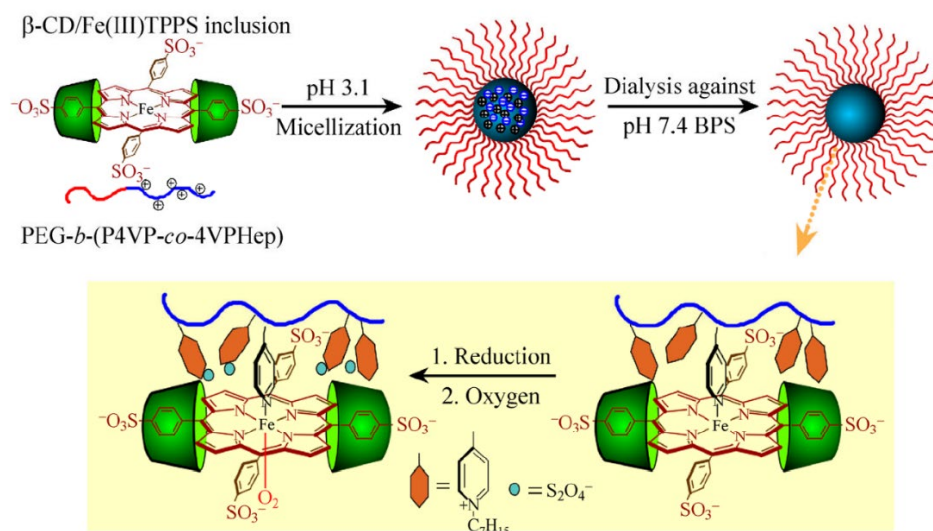 β-CD/Fe(III)TPPS inclusion
SO₃⁻
⁻O₃S
N
N
Fe
N
N
SO₃⁻
SO₃⁻
PEG-b-(P4VP-co-4VPHep)
pH 3.1
Micellization
Dialysis against
pH 7.4 BPS
SO₃⁻
⁻O₃S
N
N
N
Fe
N
N
SO₃⁻
O₂
SO₃⁻
1. Reduction
2. Oxygen
=
N
+
C₇H₁₅
= S₂O₄⁻
SO₃⁻
⁻O₃S
N
N
N
Fe
N
N
SO₃⁻
SO₃⁻